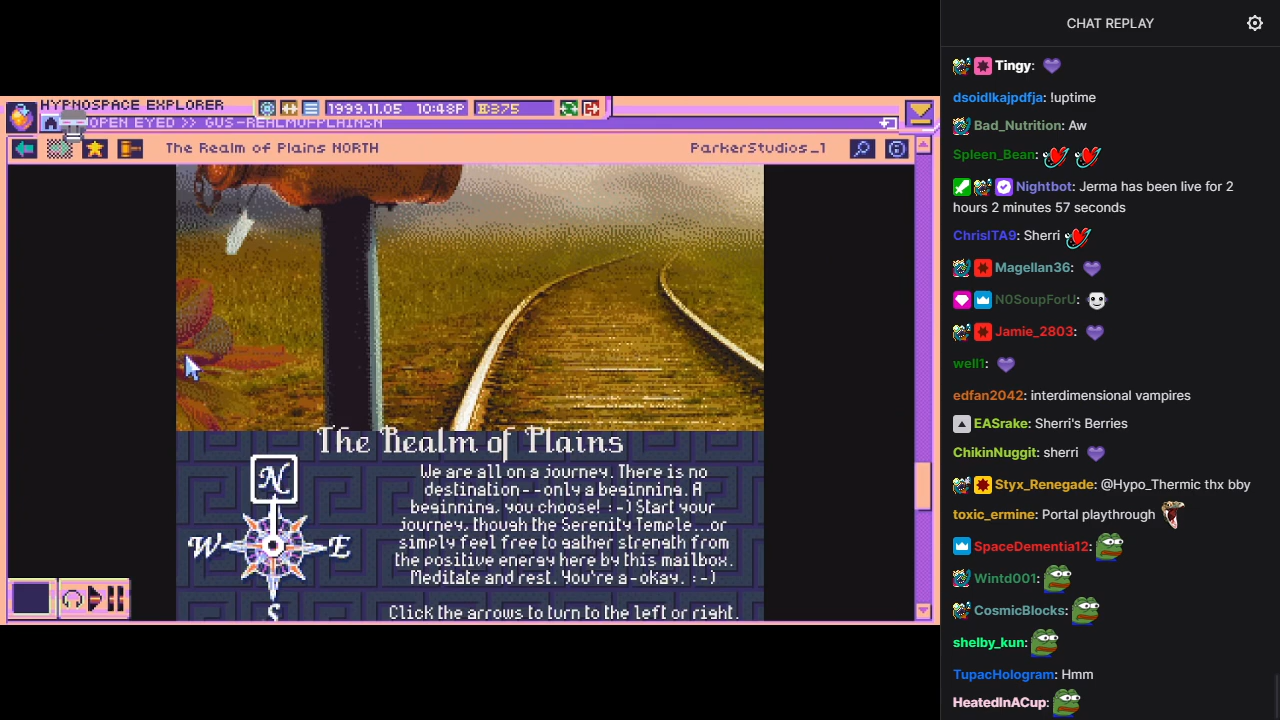 HYPNOSPACE EXPLORER
1999.11.05 10:48P
375
OPEN EYED >> GUS-REALMOFPLAINSN
The Realm of Plains NORTH
ParkerStudios_1
The Realm of Plains
N
W
E
S
We are all on a journey. There is no
destination--only a beginning. A
beginning, you choose! :-) Start your
journey, though the Serenity Temple...or
simply feel free to gather strength from
the positive energy here by this mailbox.
Meditate and rest. You're a-okay. :-)
Click the arrows to turn to the left or right.
CHAT REPLAY
Tingy:
dsoidlkajpdfja: !uptime
Bad_Nutrition: Aw
Spleen_Bean:
Nightbot: Jerma has been live for 2
hours 2 minutes 57 seconds
ChrisITA9: Sherri
Magellan36:
N0SoupForU:
Jamie_2803:
well1:
edfan2042: interdimensional vampires
EASrake: Sherri's Berries
ChikinNuggit: sherri
Styx_Renegade: @Hypo_Thermic thx bby
toxic_ermine: Portal playthrough
SpaceDementia12:
Wintd001:
CosmicBlocks:
shelby_kun:
TupacHologram: Hmm
HeatedInACup: